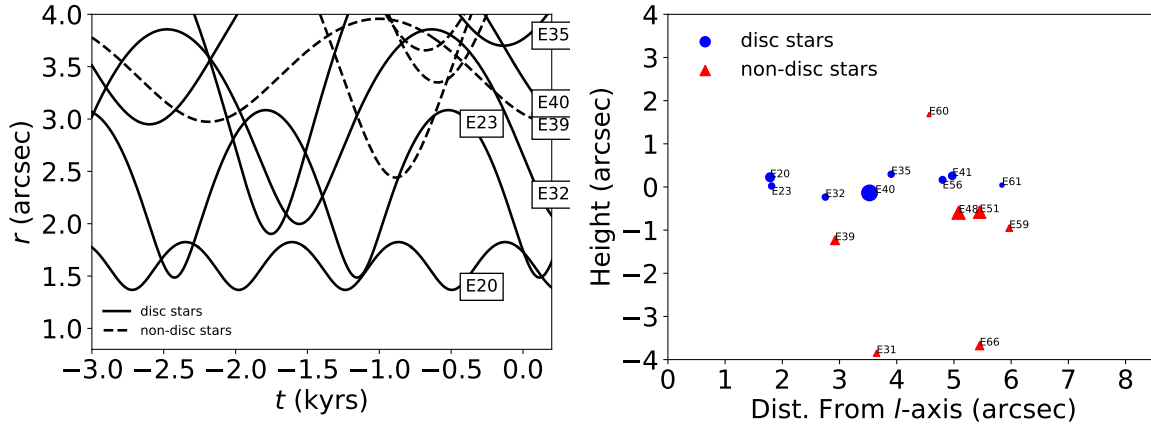 4.0
3.5
3.0
2.5
2.0
1.5
1.0
r (arcsec)
E35
E40
E39
E23
E32
E20
disc stars
non-disc stars
−3.0 −2.5 −2.0 −1.5 −1.0 −0.5 0.0
t (kyrs)
4
3
2
1
0
−1
−2
−3
−4
Height (arcsec)
disc stars
non-disc stars
E60
E20
E23
E32
E40
E35
E56
E41
E61
E48
E51
E59
E39
E31
E66
0 1 2 3 4 5 6 7 8
Dist. From l-axis (arcsec)